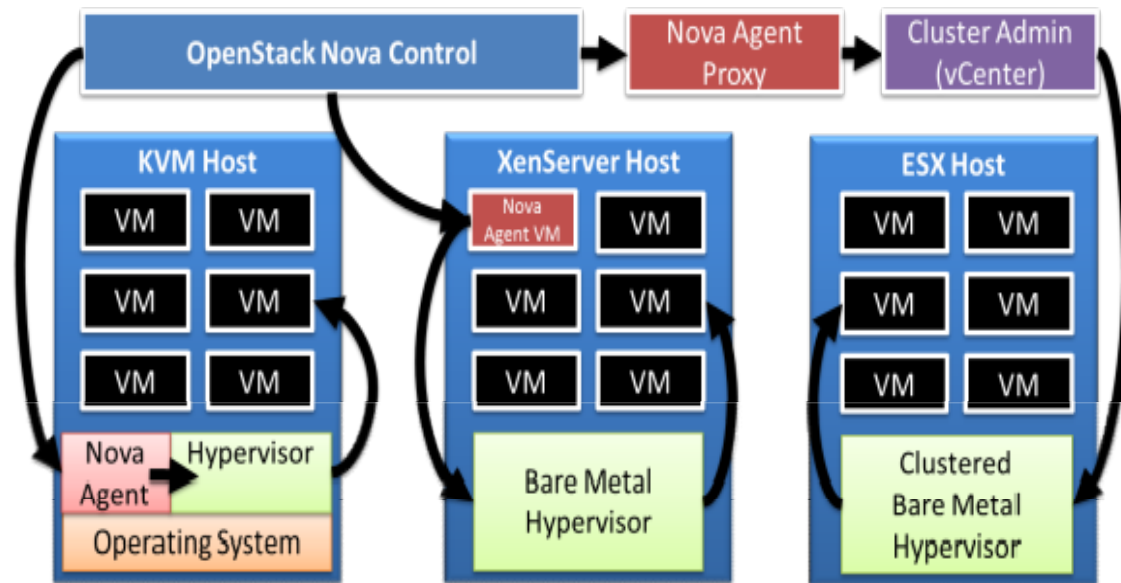 OpenStack Nova Control
Nova Agent
Proxy
Cluster Admin
(vCenter)
KVM Host
VM
VM
VM
VM
VM
VM
Nova
Agent
Hypervisor
Operating System
XenServer Host
Nova
Agent VM
VM
VM
VM
VM
VM
Bare Metal
Hypervisor
ESX Host
VM
VM
VM
VM
VM
VM
Clustered
Bare Metal
Hypervisor